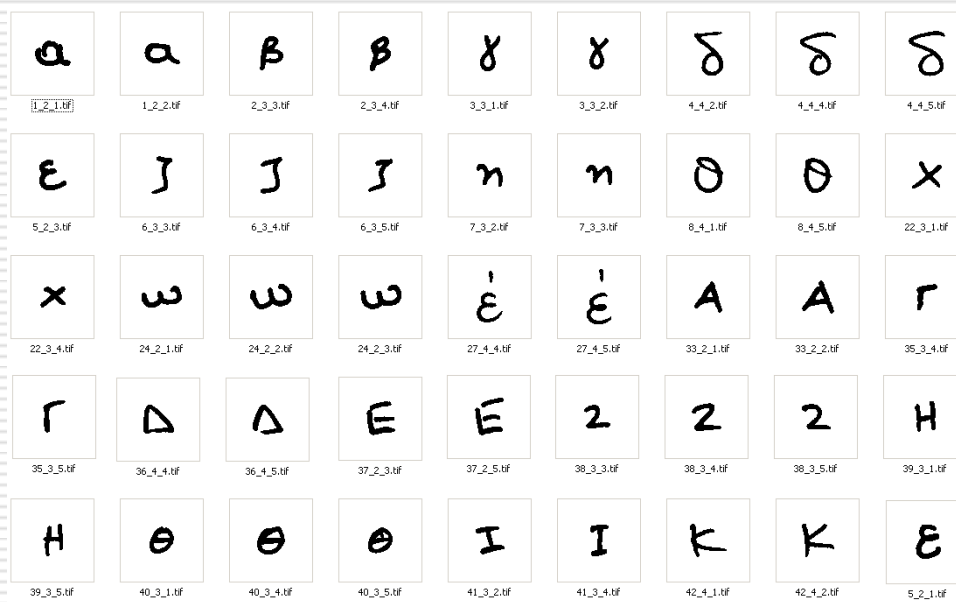 α α β β γ γ δ δ δ
1_2_1.tif 1_2_2.tif 2_3_3.tif 2_3_4.tif 3_3_1.tif 3_3_2.tif 4_4_2.tif 4_4_4.tif 4_4_5.tif
ε ζ ζ ζ η η θ θ χ
5_2_3.tif 6_3_3.tif 6_3_4.tif 6_3_5.tif 7_3_2.tif 7_3_3.tif 8_4_1.tif 8_4_5.tif 22_3_1.tif
χ ω ω ω έ έ Α Α Γ
22_3_4.tif 24_2_1.tif 24_2_2.tif 24_2_3.tif 27_4_4.tif 27_4_5.tif 33_2_1.tif 33_2_2.tif 35_3_4.tif
Γ Δ Δ Ε Ε 2 2 2 Η
35_3_5.tif 36_4_4.tif 36_4_5.tif 37_2_3.tif 37_2_5.tif 38_3_3.tif 38_3_4.tif 38_3_5.tif 39_3_1.tif
Η Θ Θ Θ Ι Ι Κ Κ ε
39_3_5.tif 40_3_1.tif 40_3_4.tif 40_3_5.tif 41_3_2.tif 41_3_4.tif 42_4_1.tif 42_4_2.tif 5_2_1.tif